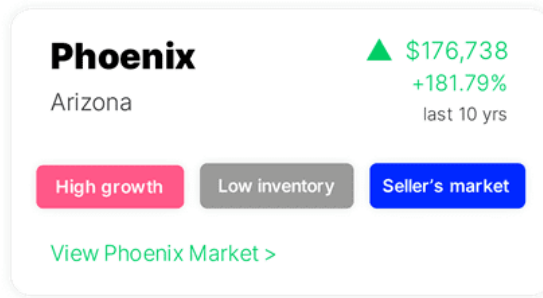 Phoenix
Arizona
▲ $176,738
+181.79%
last 10 yrs
High growth
Low inventory
Seller's market
View Phoenix Market >